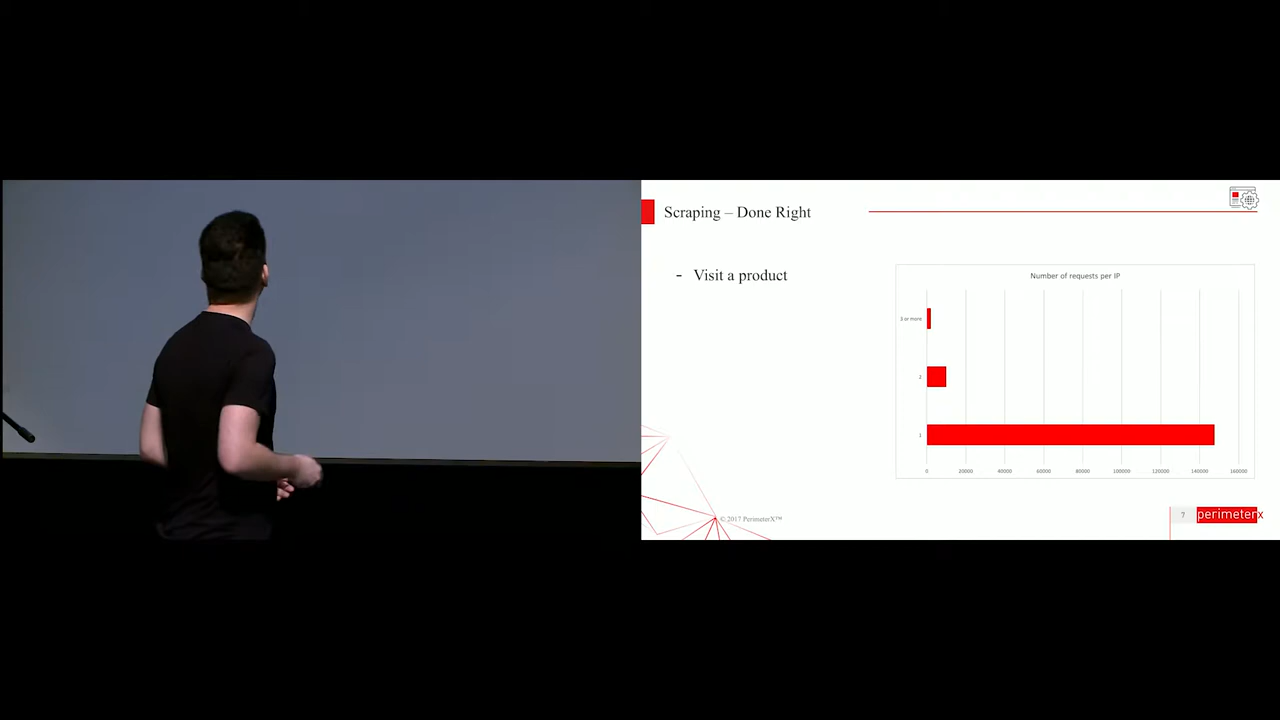 Scraping – Done Right
- Visit a product
Number of requests per IP
3 or more
2
1
0 20000 40000 60000 80000 100000 120000 140000 160000
© 2017 PerimeterX™
7
perimeterx